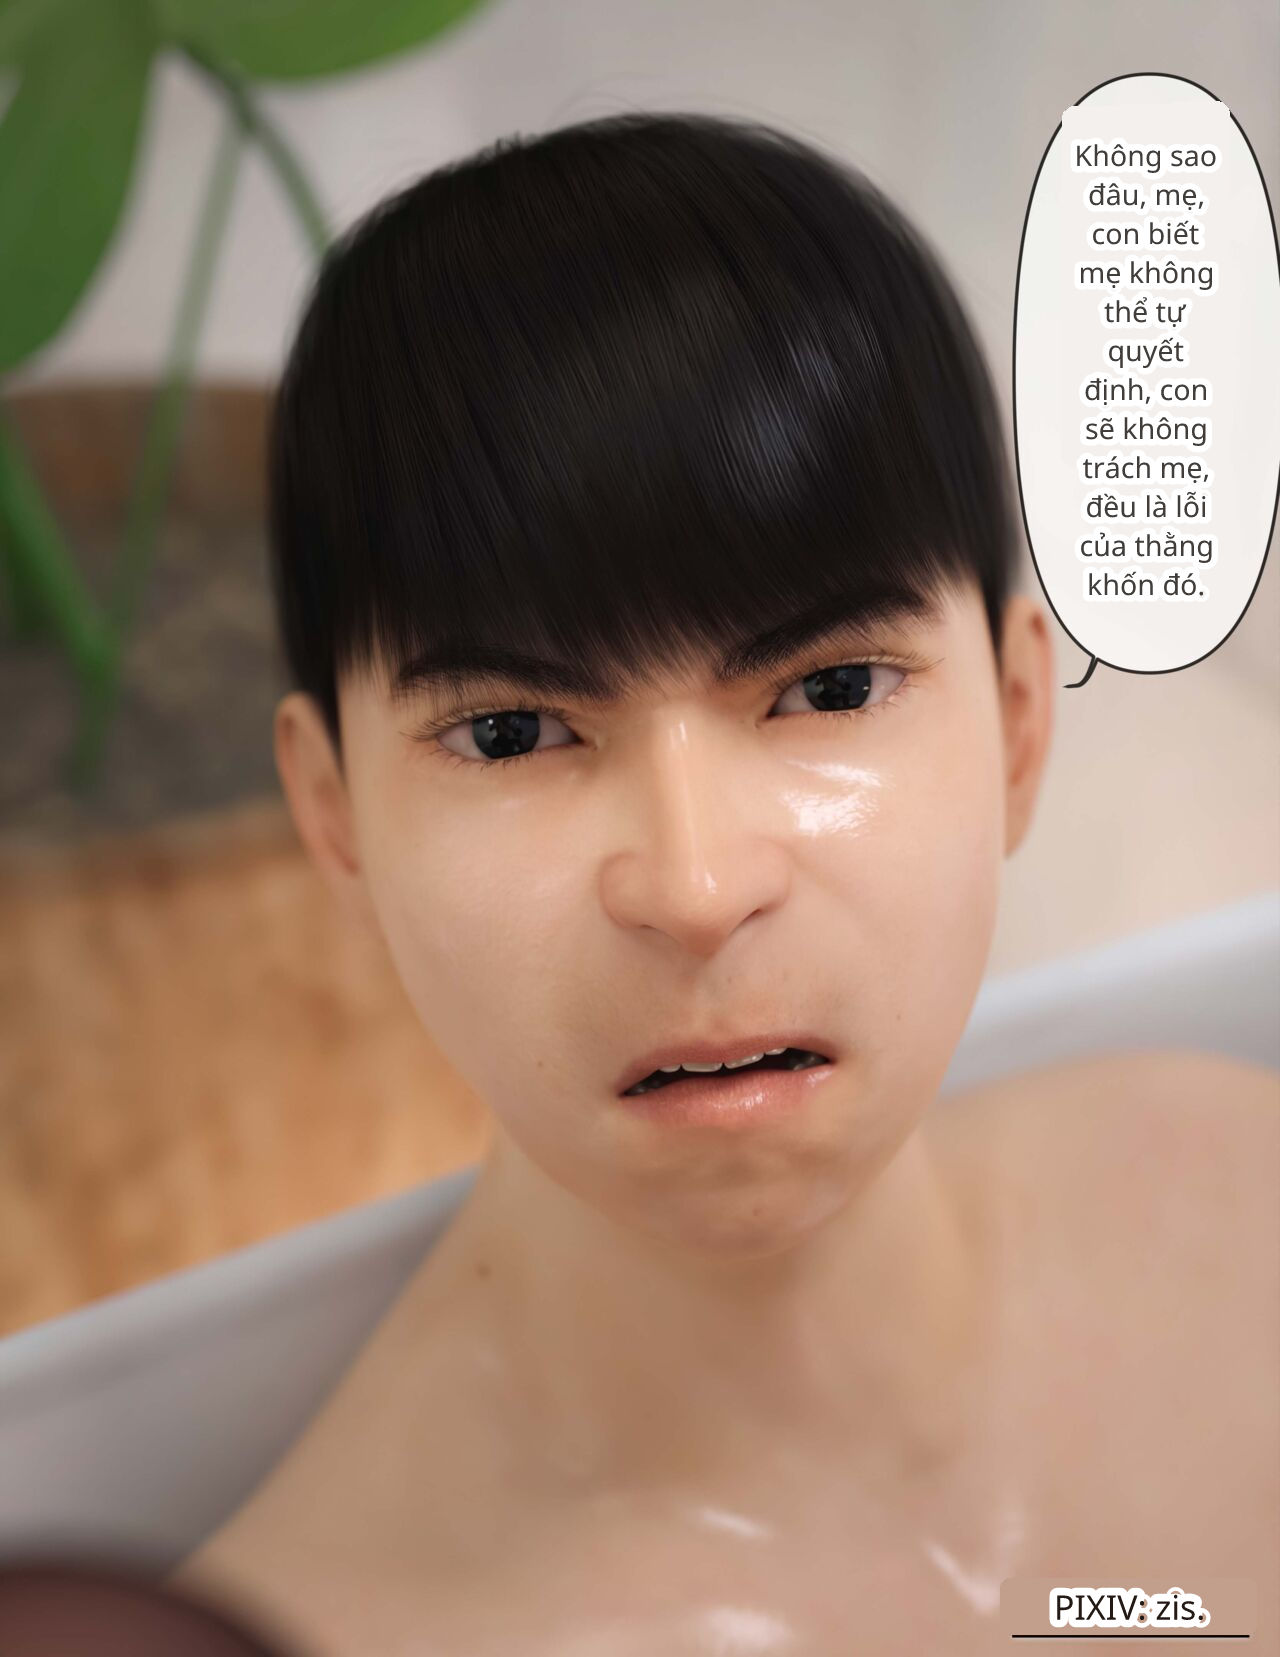 Không sao
đâu, mẹ,
con biết
mẹ không
thể tự
quyết
định, con
sẽ không
trách mẹ,
đều là lỗi
của thằng
khốn đó.
PIXIV: zis.